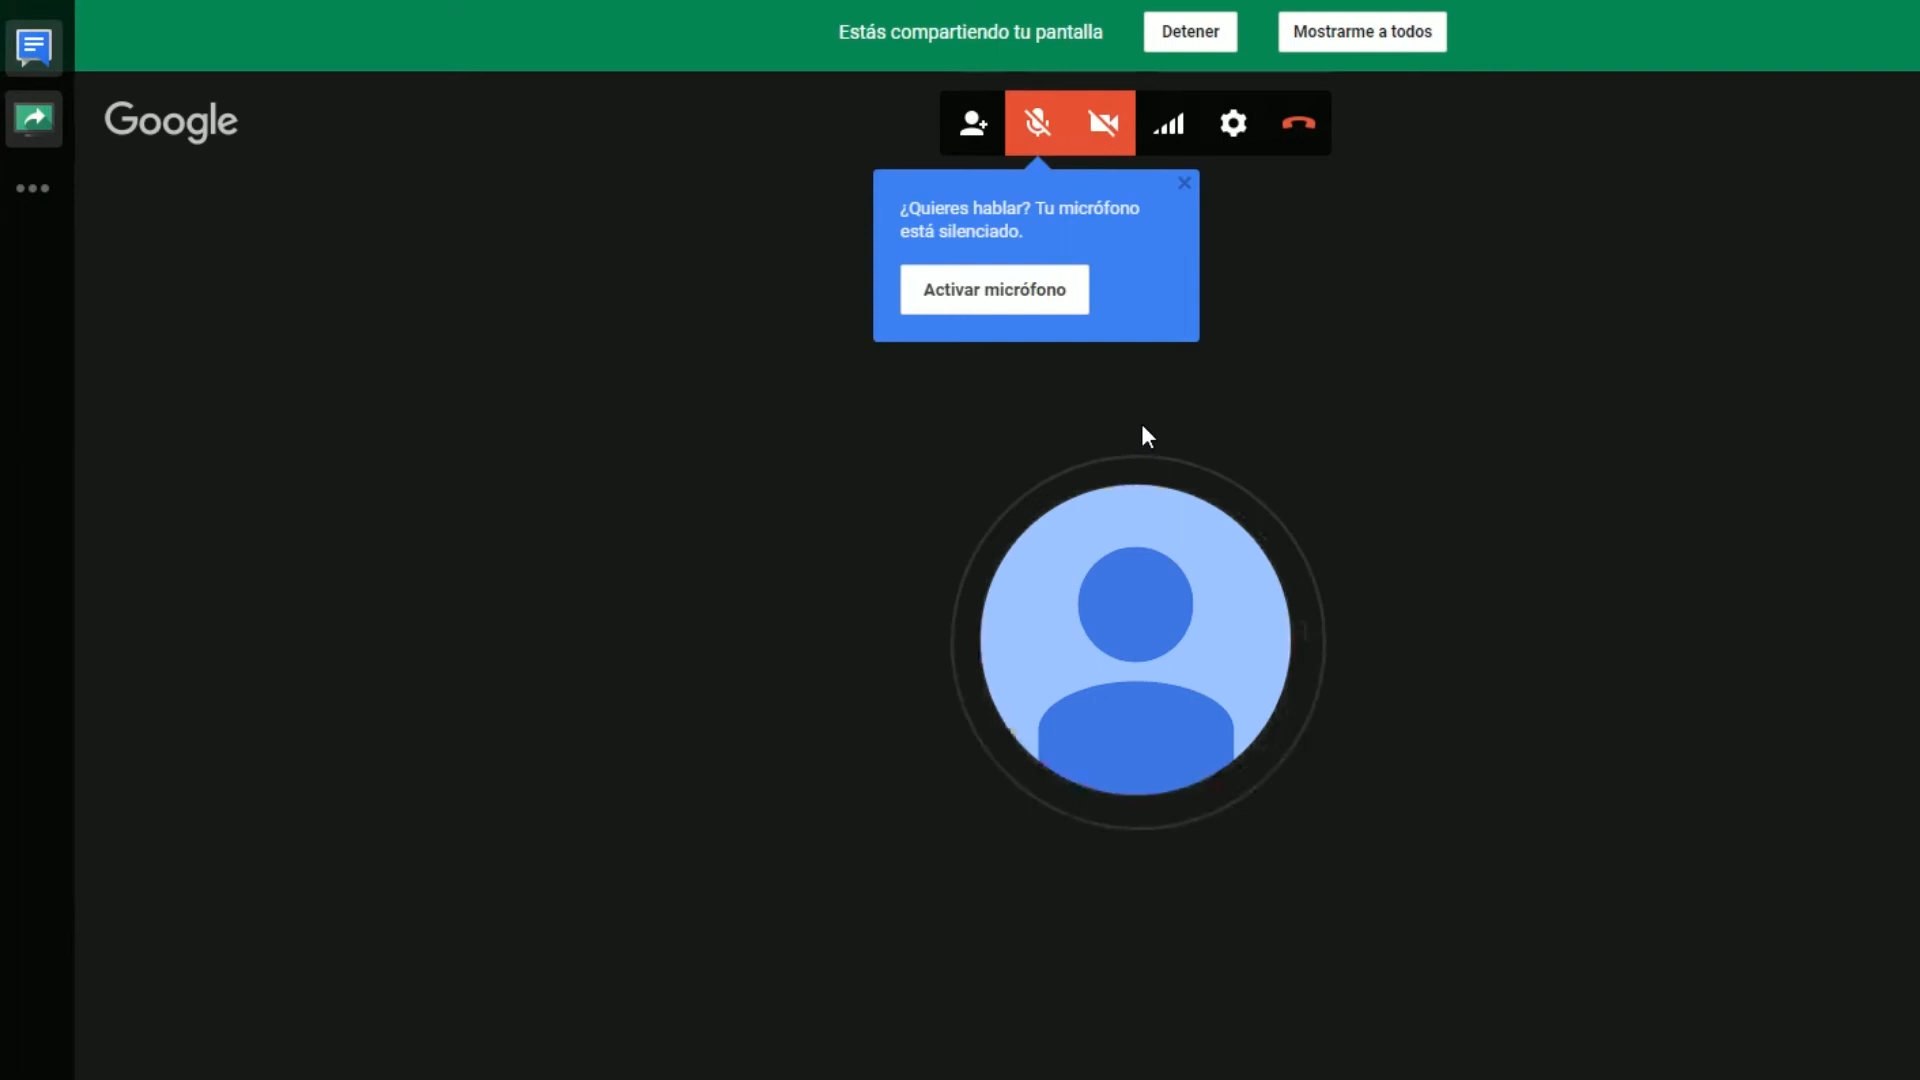 Estás compartiendo tu pantalla
Detener
Mostrarme a todos
Google
¿Quieres hablar? Tu micrófono
está silenciado.
Activar micrófono